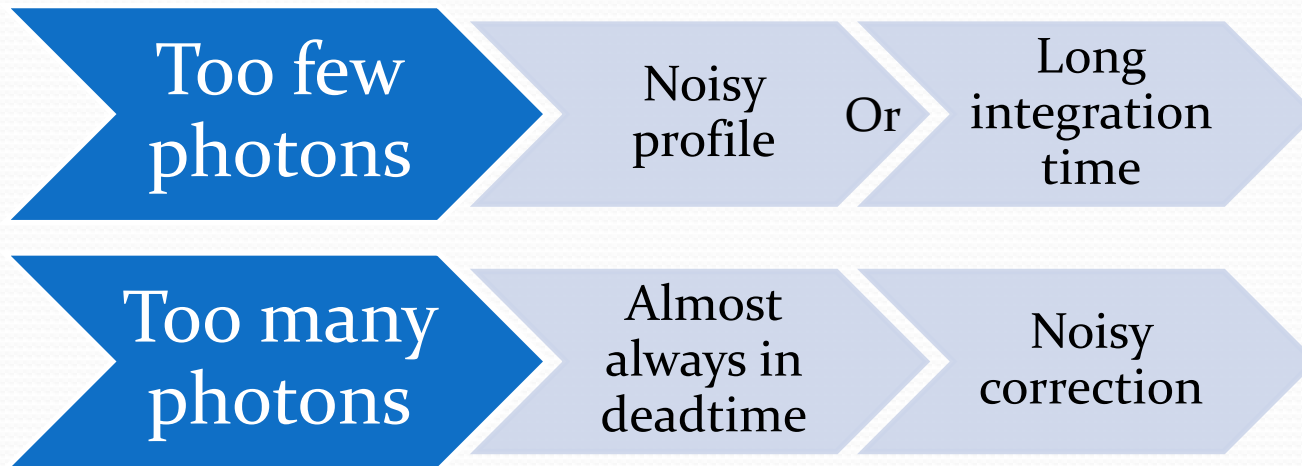 Too few
photons
Noisy
profile
Or
Long
integration
time
Too many
photons
Almost
always in
deadtime
Noisy
correction